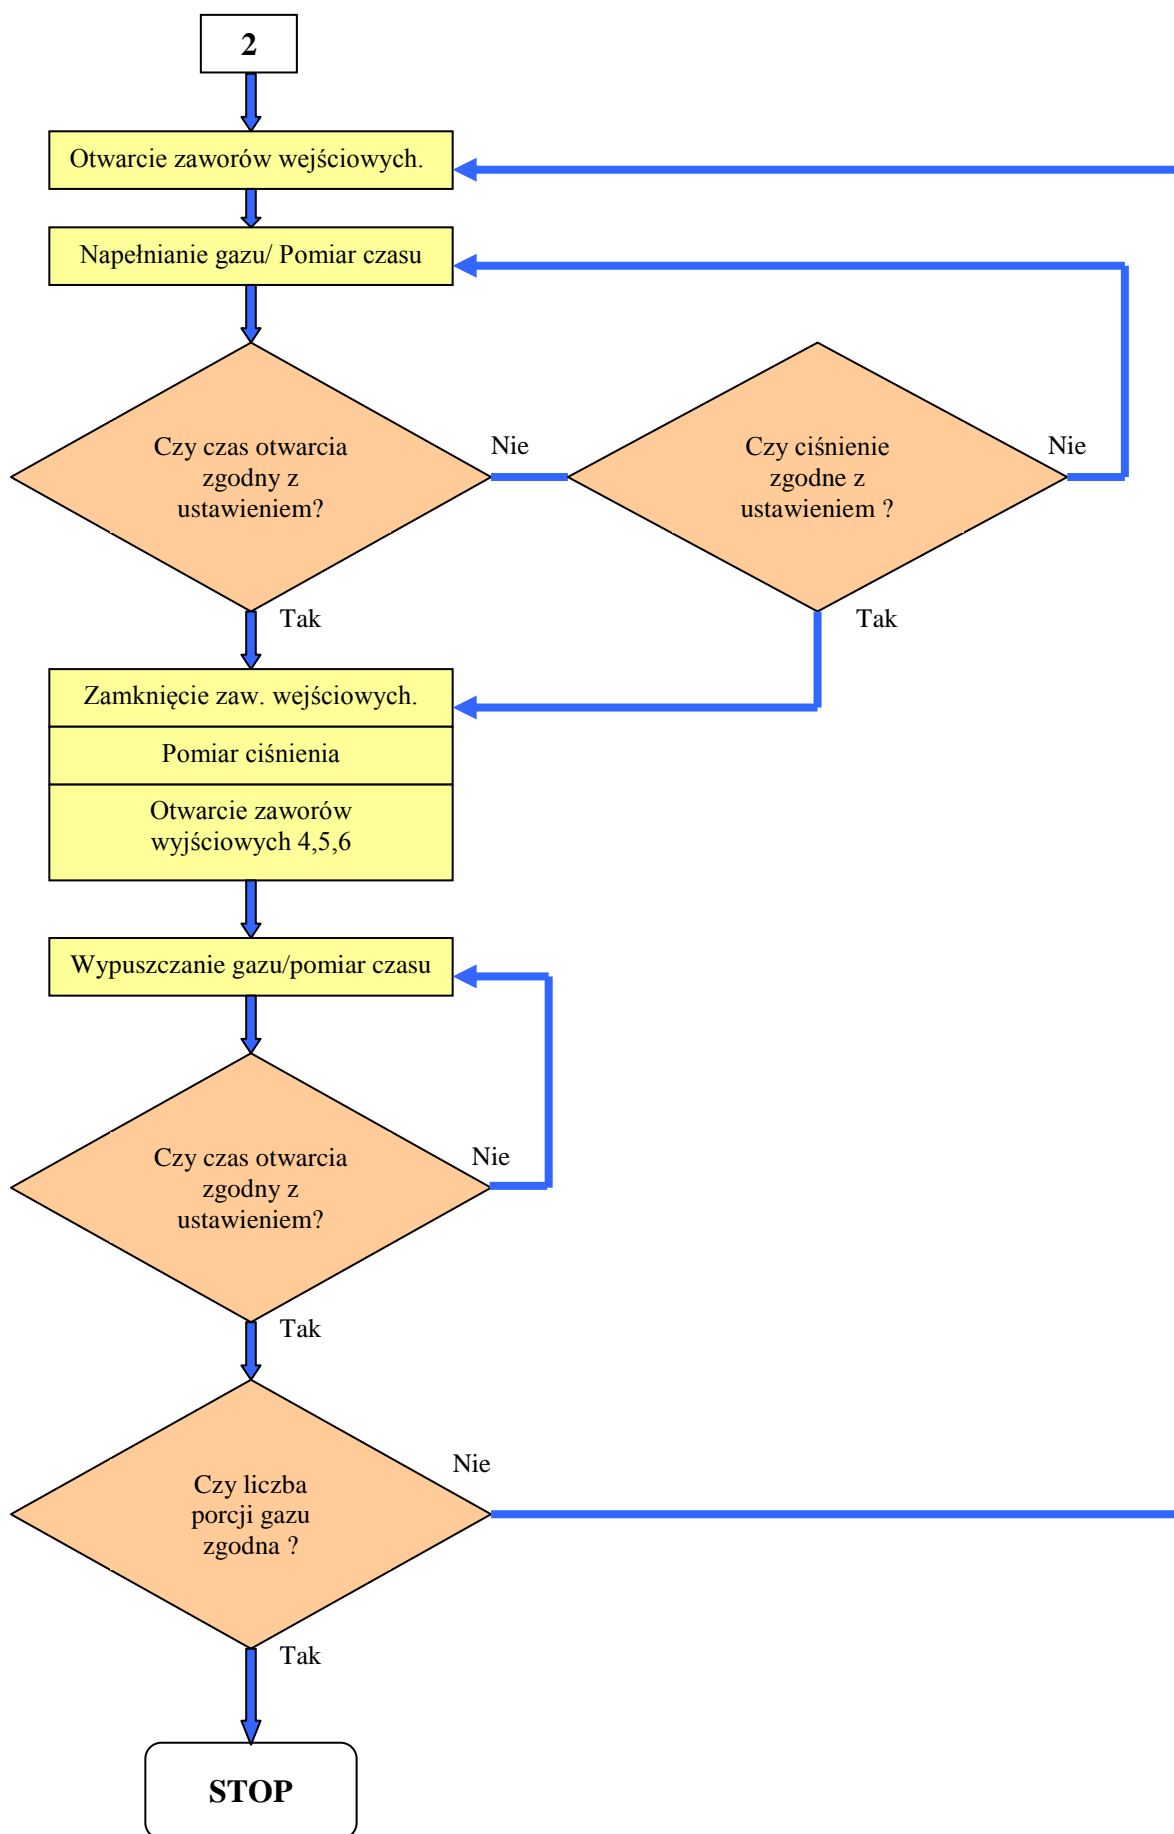 2
Otwarcie zaworów wejściowych.
Napełnianie gazu/ Pomiar czasu
Czy czas otwarcia
zgodny z
ustawieniem?
Nie
Czy ciśnienie
zgodne z
ustawieniem ?
Nie
Tak
Tak
Zamknięcie zaw. wejściowych.
Pomiar ciśnienia
Otwarcie zaworów
wyjściowych 4,5,6
Wypuszczanie gazu/pomiar czasu
Czy czas otwarcia
zgodny z
ustawieniem?
Nie
Tak
Czy liczba
porcji gazu
zgodna ?
Nie
Tak
STOP